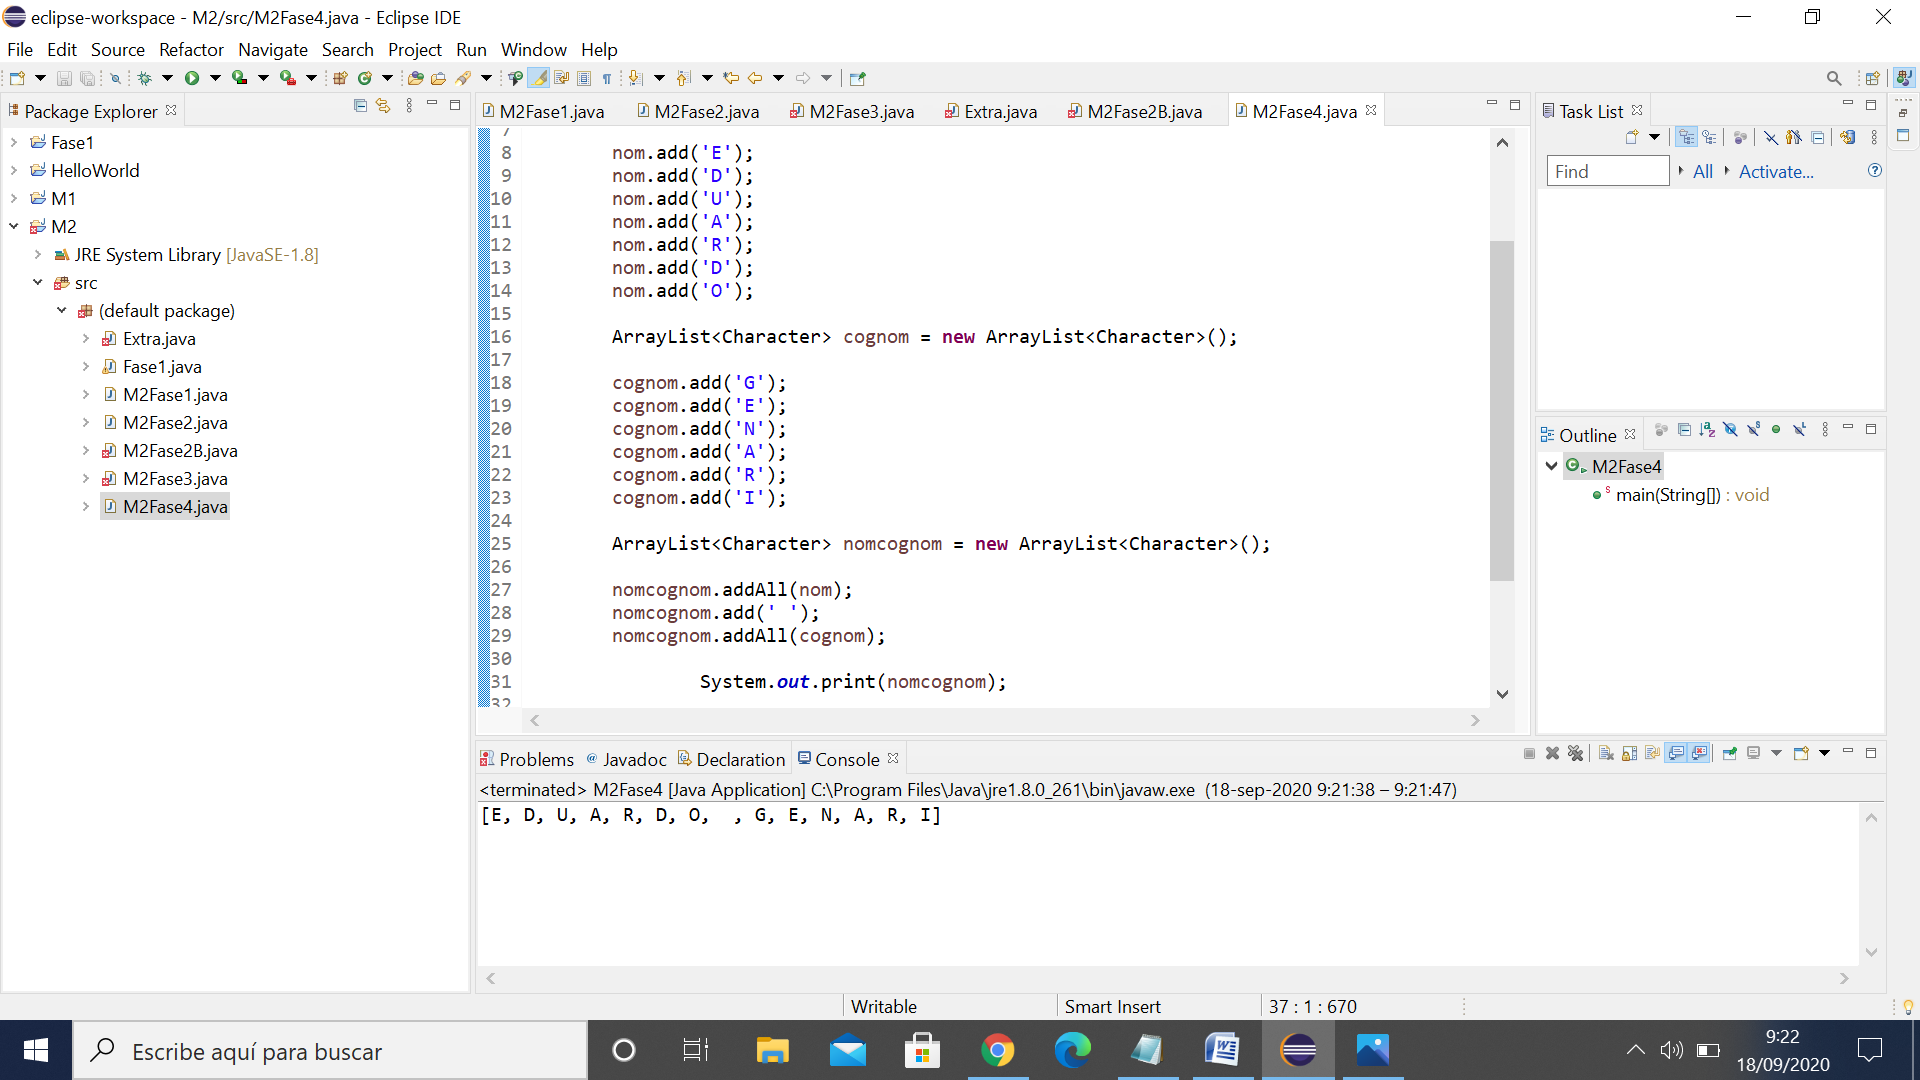 eclipse-workspace - M2/src/M2Fase4.java - Eclipse IDE
File Edit Source Refactor Navigate Search Project Run Window Help
Package Explorer
Fase1
HelloWorld
M1
M2
JRE System Library [JavaSE-1.8]
src
(default package)
Extra.java
Fase1.java
M2Fase1.java
M2Fase2.java
M2Fase2B.java
M2Fase3.java
M2Fase4.java
M2Fase1.java M2Fase2.java M2Fase3.java Extra.java M2Fase2B.java M2Fase4.java
7
8 nom.add('E');
9 nom.add('D');
10 nom.add('U');
11 nom.add('A');
12 nom.add('R');
13 nom.add('D');
14 nom.add('O');
15
16 ArrayList<Character> cognom = new ArrayList<Character>();
17
18 cognom.add('G');
19 cognom.add('E');
20 cognom.add('N');
21 cognom.add('A');
22 cognom.add('R');
23 cognom.add('I');
24
25 ArrayList<Character> nomcognom = new ArrayList<Character>();
26
27 nomcognom.addAll(nom);
28 nomcognom.add(' ');
29 nomcognom.addAll(cognom);
30
31 System.out.print(nomcognom);
32
Task List
Find All Activate...
Outline
M2Fase4
main(String[]) : void
Problems Javadoc Declaration Console
<terminated> M2Fase4 [Java Application] C:\Program Files\Java\jre1.8.0_261\bin\javaw.exe (18-sep-2020 9:21:38 – 9:21:47)
[E, D, U, A, R, D, O,  , G, E, N, A, R, I]
Writable Smart Insert 37 : 1 : 670
Escribe aquí para buscar
9:22
18/09/2020